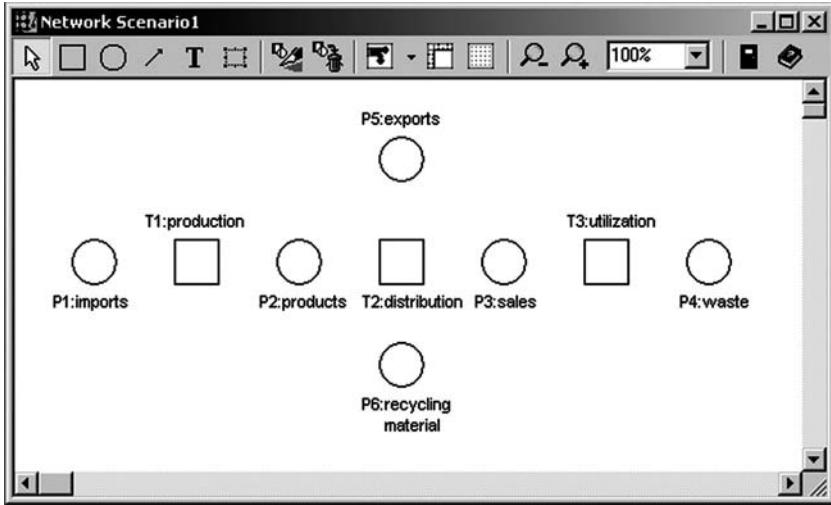 Network Scenario1
T
100%
P5:exports
T1:production
T3:utilization
P1:imports
P2:products
T2:distribution
P3:sales
P4:waste
P6:recycling
material